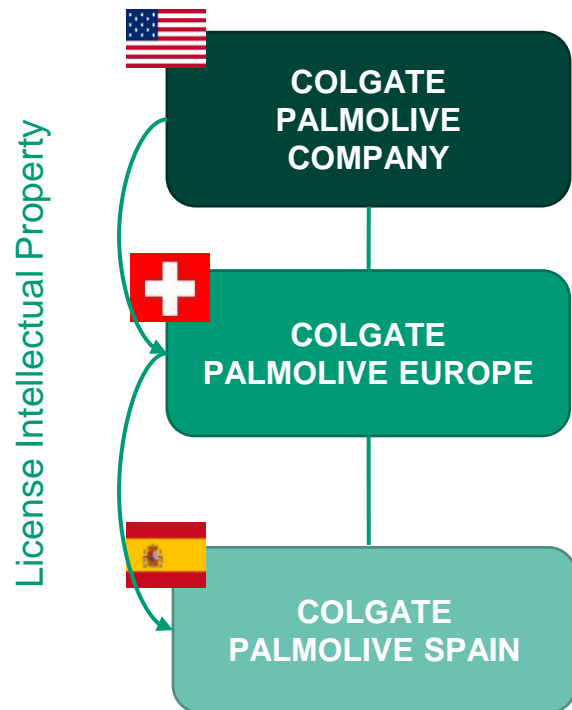 License Intellectual Property
COLGATE
PALMOLIVE
COMPANY
COLGATE
PALMOLIVE EUROPE
COLGATE
PALMOLIVE SPAIN